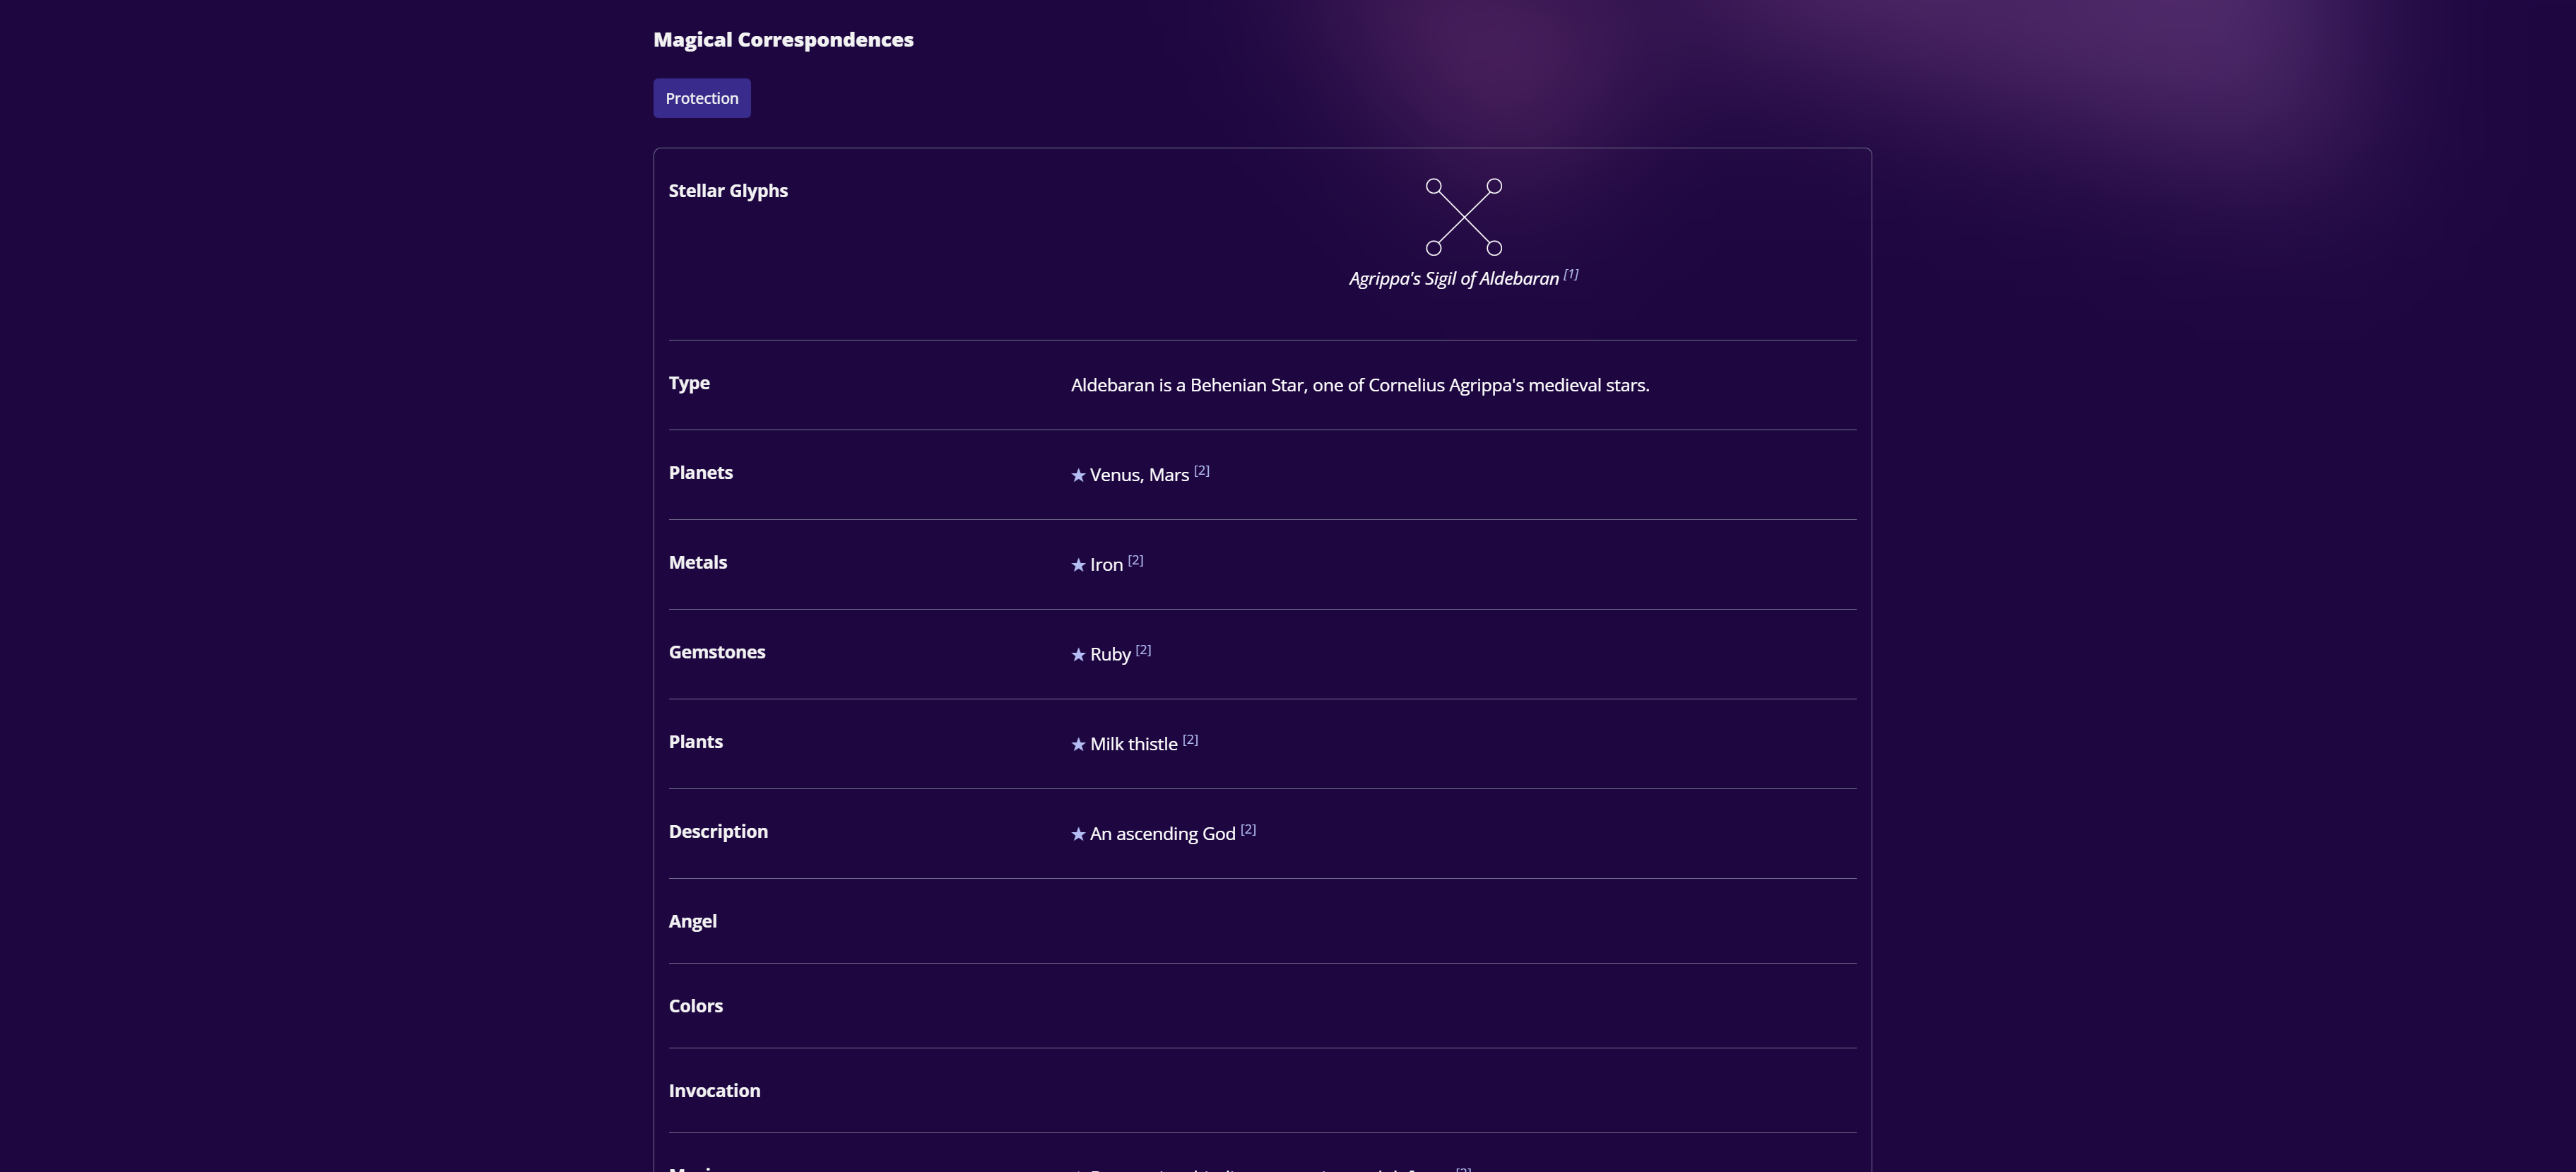 Magical Correspondences
Protection
Stellar Glyphs
Agrippa's Sigil of Aldebaran [1]
Type
Aldebaran is a Behenian Star, one of Cornelius Agrippa's medieval stars.
Planets
★ Venus, Mars [2]
Metals
★ Iron [2]
Gemstones
★ Ruby [2]
Plants
★ Milk thistle [2]
Description
★ An ascending God [2]
Angel
Colors
Invocation